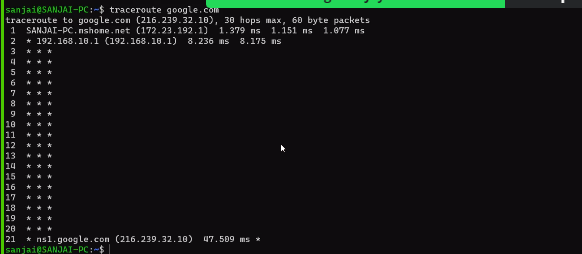 sanjai@SANJAI-PC:~$ traceroute google.com
traceroute to google.com (216.239.32.10), 30 hops max, 60 byte packets
1 SANJAI-PC.mshome.net (172.23.192.1) 1.379 ms 1.151 ms 1.077 ms
2 * 192.168.10.1 (192.168.10.1) 8.236 ms 8.175 ms
3 * * *
4 * * *
5 * * *
6 * * *
7 * * *
8 * * *
9 * * *
10 * * *
11 * * *
12 * * *
13 * * *
14 * * *
15 * * *
16 * * *
17 * * *
18 * * *
19 * * *
20 * * *
21 * ns1.google.com (216.239.32.10) 47.509 ms *
sanjai@SANJAI-PC:~$